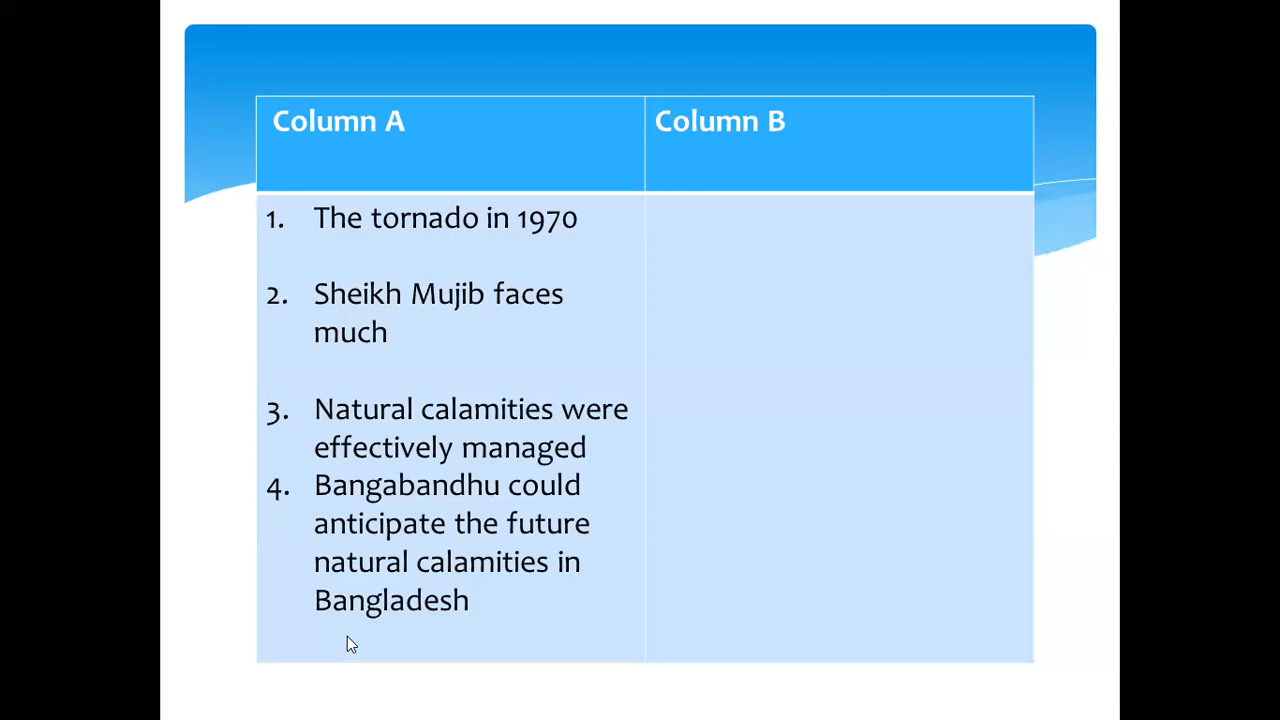 Column A
Column B
1. The tornado in 1970
2. Sheikh Mujib faces
much
3. Natural calamities were
effectively managed
4. Bangabandhu could
anticipate the future
natural calamities in
Bangladesh